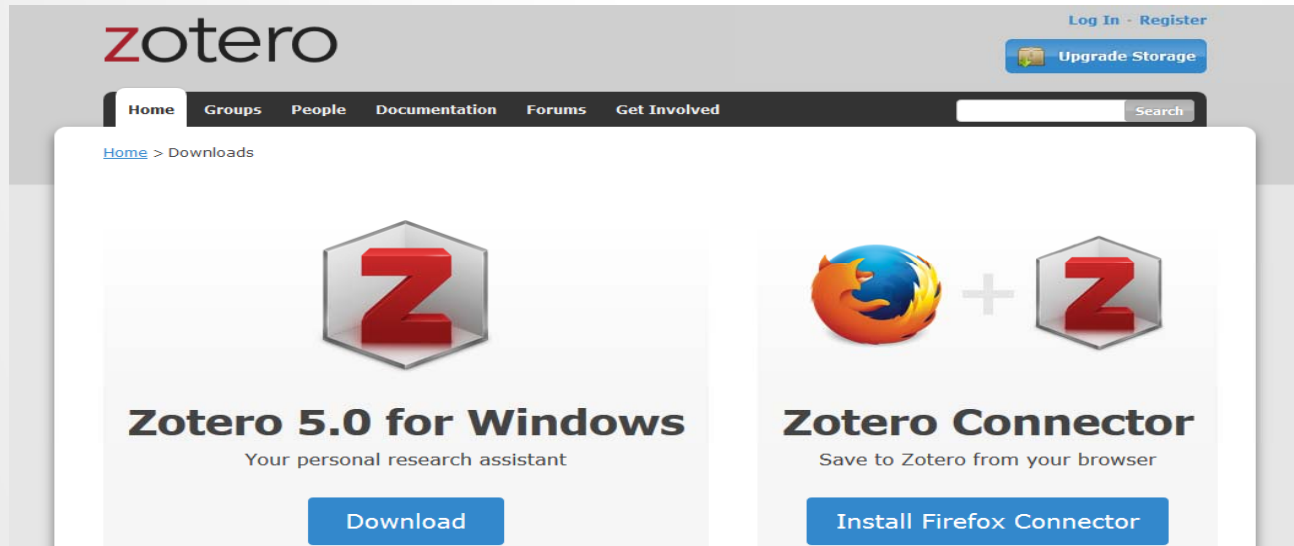 zotero
Log In · Register
Upgrade Storage
Home Groups People Documentation Forums Get Involved
Search
Home > Downloads
Z
Z
Zotero 5.0 for Windows
Your personal research assistant
Download
Zotero Connector
Save to Zotero from your browser
Install Firefox Connector